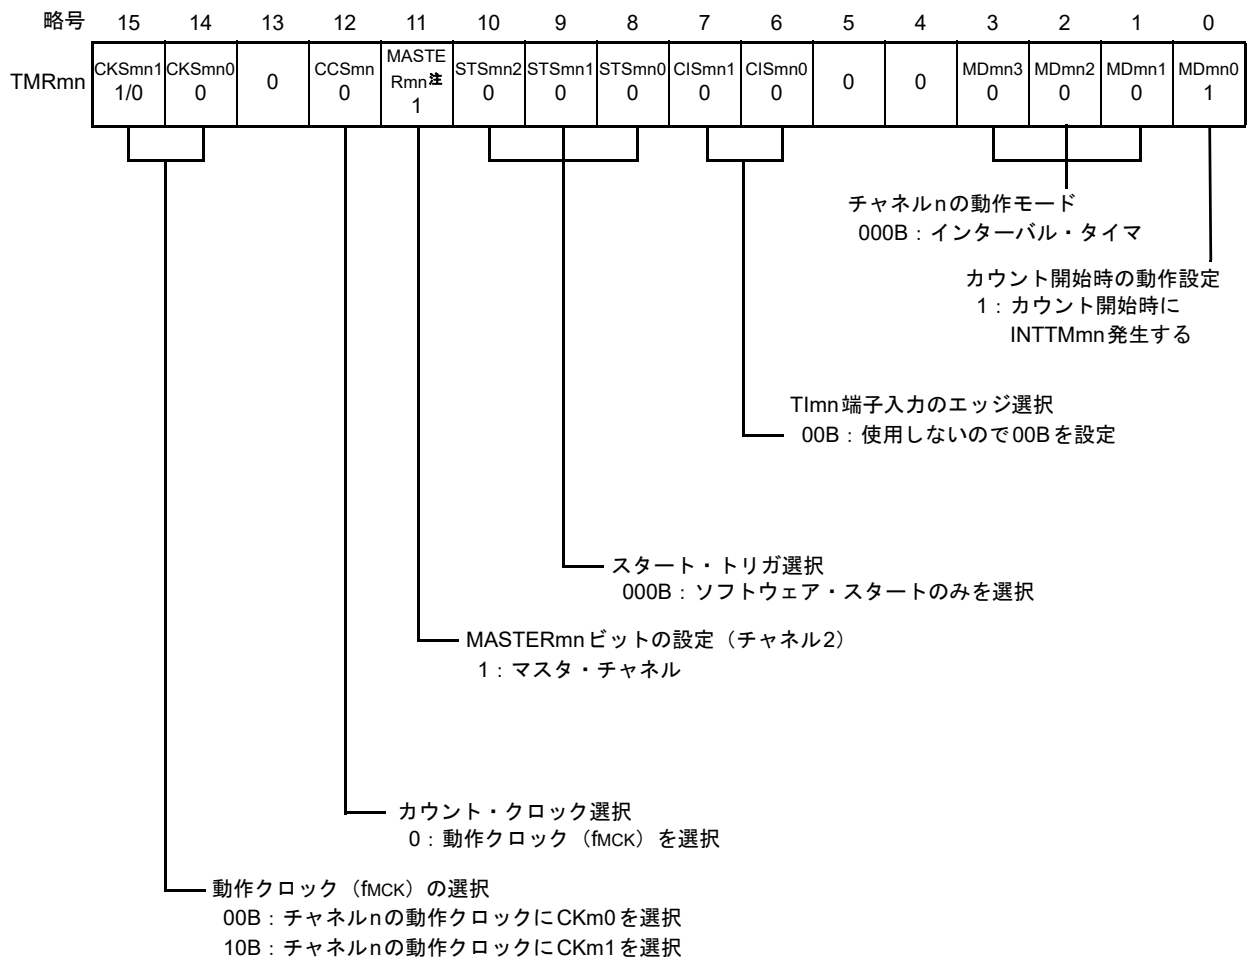 略号 15 14 13 12 11 10 9 8 7 6 5 4 3 2 1 0
TMRmn CKSmn1 CKSmn0 0 CCSmn MASTE STSmn2 STSmn1 STSmn0 CISmn1 CISmn0 0 0 MDmn3 MDmn2 MDmn1 MDmn0
Rmn注
1/0 0 0 1 0 0 0 0 0 0 0 0 1
チャネルnの動作モード
000B：インターバル・タイマ
カウント開始時の動作設定
1：カウント開始時に
INTTMmn発生する
TImn端子入力のエッジ選択
00B：使用しないので00Bを設定
スタート・トリガ選択
000B：ソフトウェア・スタートのみを選択
MASTERmnビットの設定（チャネル2）
1：マスタ・チャネル
カウント・クロック選択
0：動作クロック（fMCK）を選択
動作クロック（fMCK）の選択
00B：チャネルnの動作クロックにCKm0を選択
10B：チャネルnの動作クロックにCKm1を選択